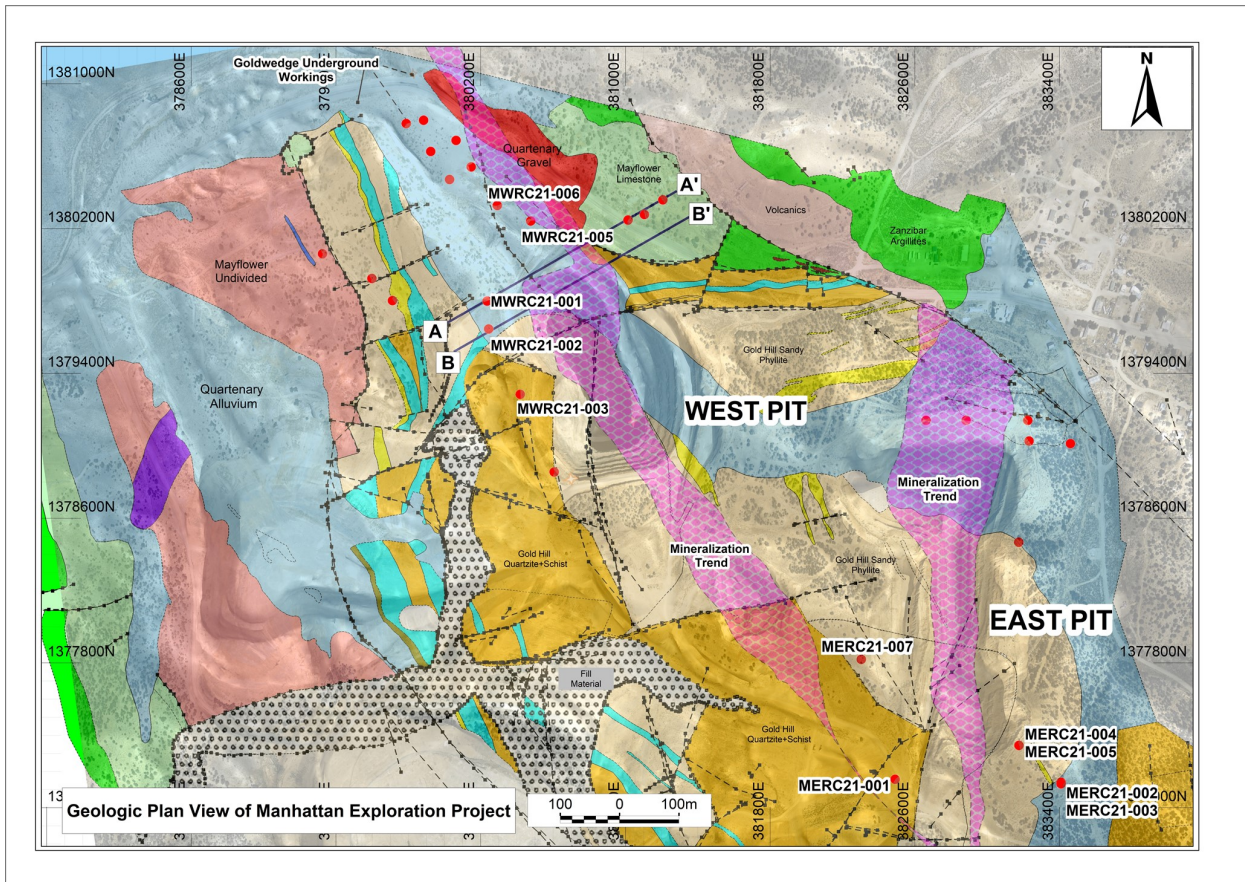 N
1381000N
378600E
Goldwedge Underground
Workings
380200E
381000E
381800E
382600E
383400E
Quartenary
Gravel
Mayflower
Limestone
A'
MWRC21-006
B'
1380200N
1380200N
Volcanics
Zanzibar
Argillites
MWRC21-005
Mayflower
Undivided
MWRC21-001
A
MWRC21-002
B
Gold Hill Sandy
Phyllite
1379400N
1379400N
Quartenary
Alluvium
MWRC21-003
WEST PIT
Mineralization
Trend
1378600N
1378600N
Mineralization
Trend
Gold Hill
Quartzite+Schist
Gold Hill Sandy
Phyllite
EAST PIT
1377800N
MERC21-007
1377800N
Fill
Material
Gold Hill
Quartzite+Schist
MERC21-004
MERC21-005
MERC21-001
MERC21-002
MERC21-003
Geologic Plan View of Manhattan Exploration Project
100 0 100m
381800E
382600E
383400E